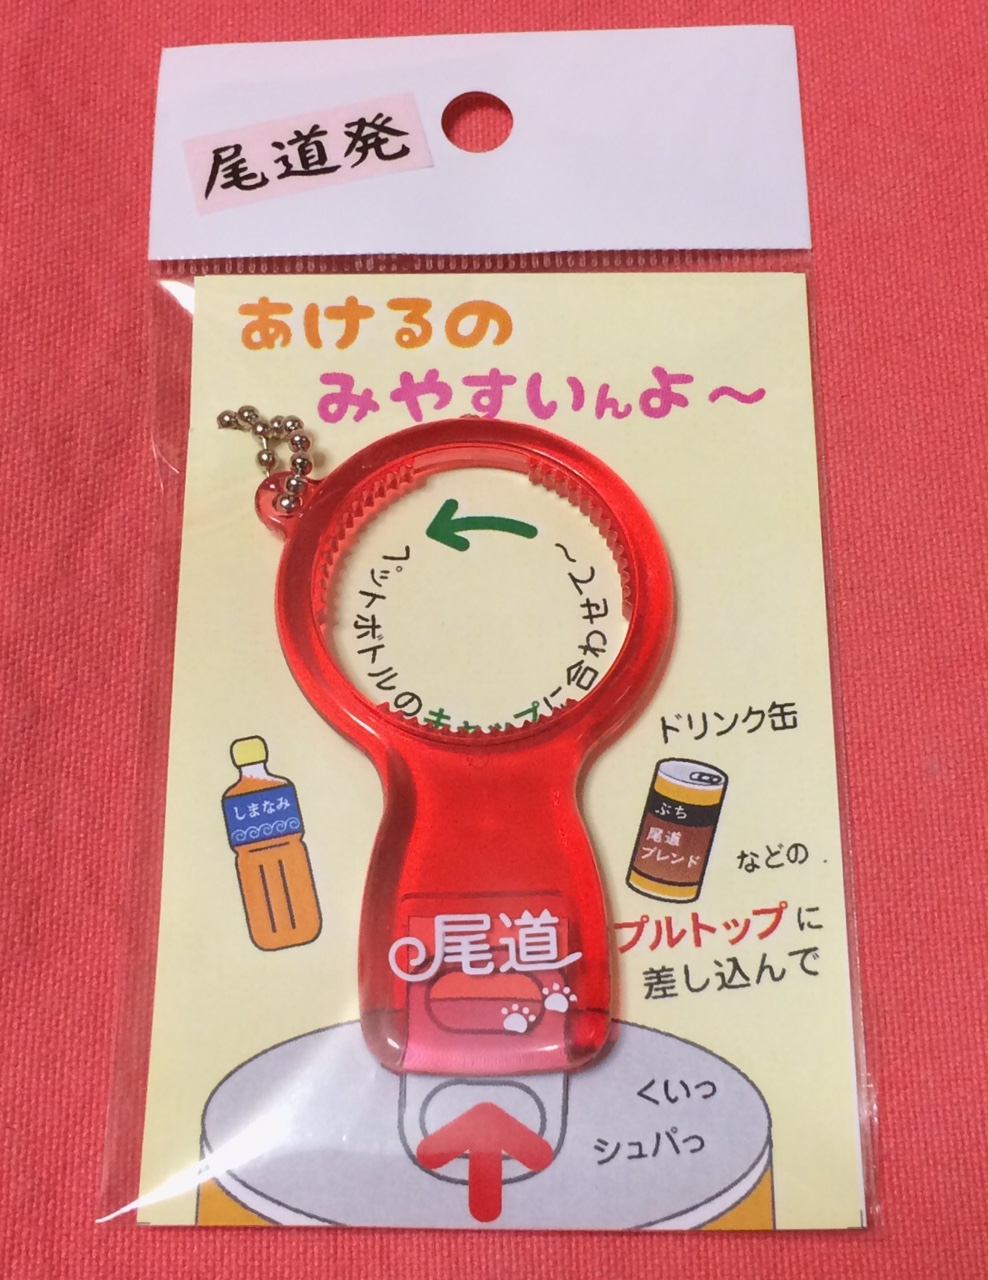 尾道発
あけるの
みやすいんよ～
ペットボトルのキャップに合わせて～
ドリンク缶
しまなみ
ぶち
尾道
ブレンド
などの
プルトップに
差し込んで
尾道
くいっ
シュパっ